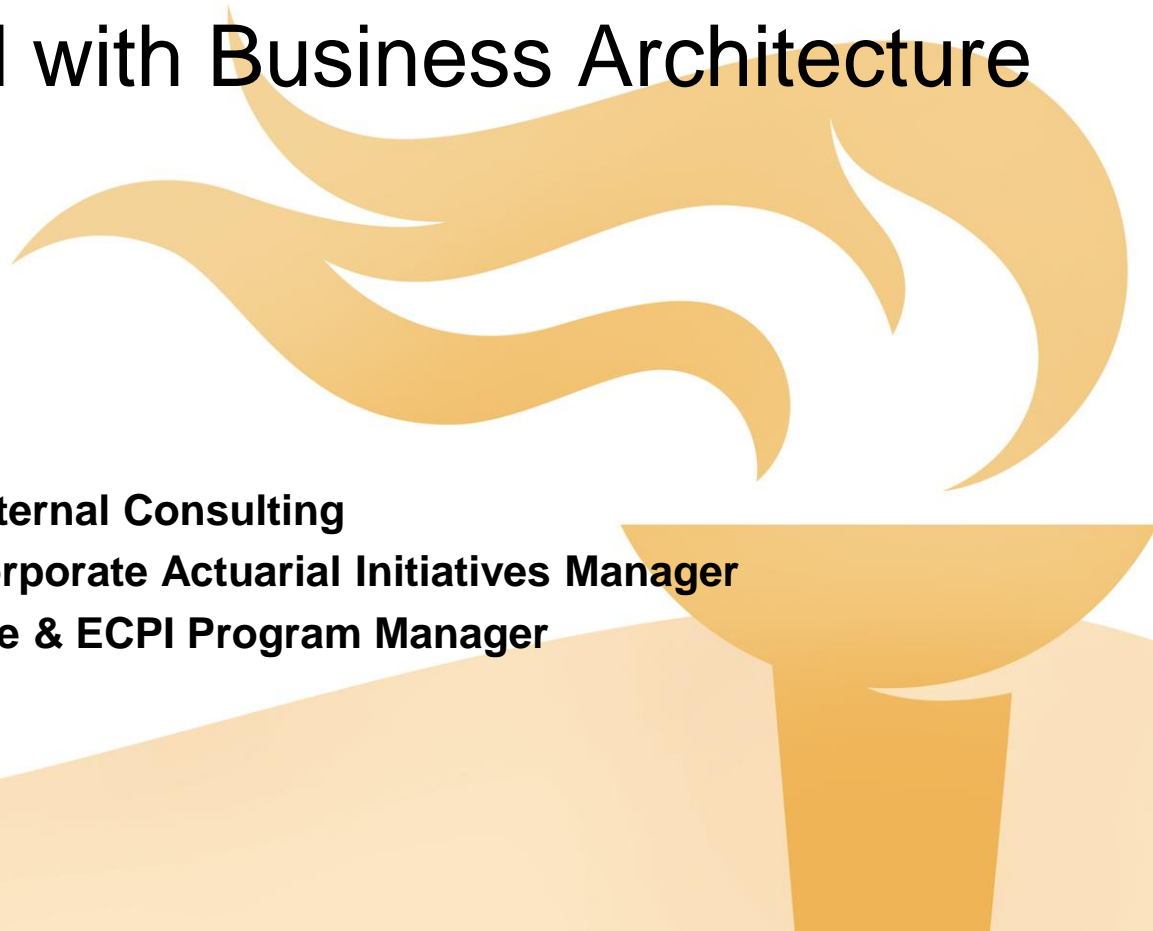 with Business Architecture
ternal Consulting
rporate Actuarial Initiatives Manager
e & ECPI Program Manager